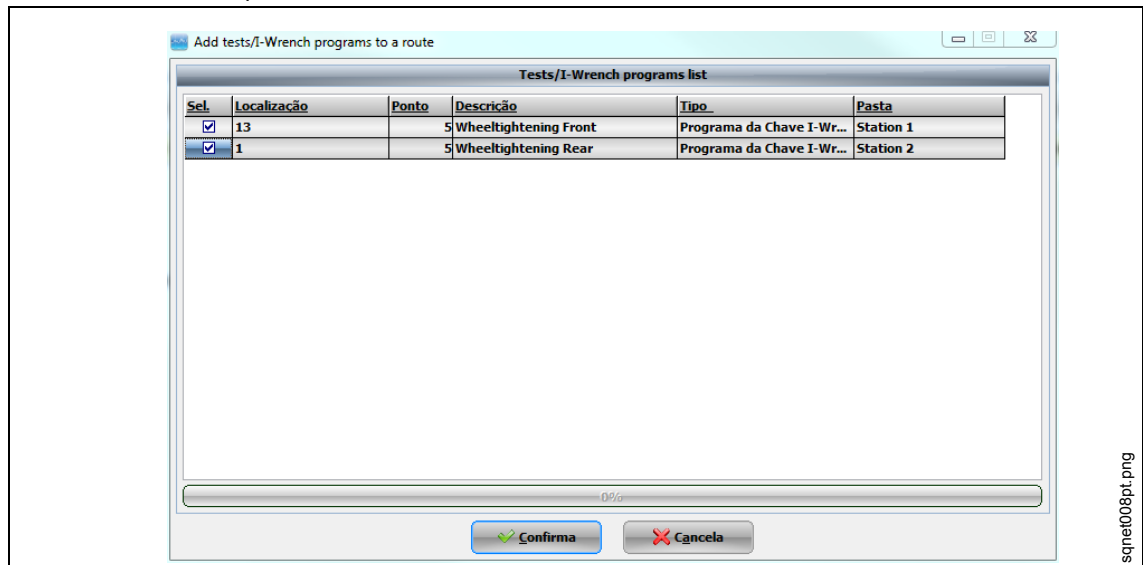 Add tests/I-Wrench programs to a route
Tests/I-Wrench programs list
Sel. Localização Ponto Descrição Tipo Pasta
13 5 Wheeltightening Front Programa da Chave I-Wr... Station 1
1 5 Wheeltightening Rear Programa da Chave I-Wr... Station 2
0%
Confirma Cancela
sqnet008pt.png